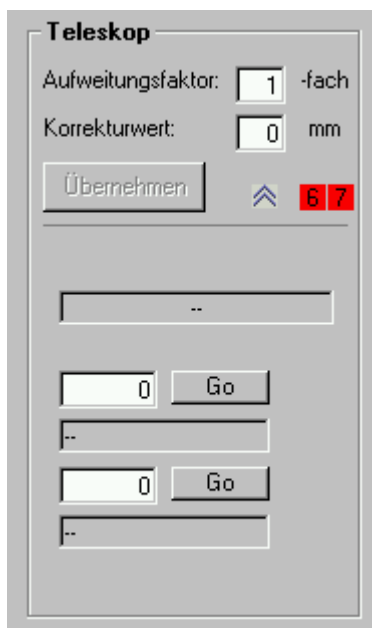 Teleskop
Aufweitungsfaktor: 1 -fach
Korrekturwert: 0 mm
Übernehmen 6 7
--
0 Go
--
0 Go
--